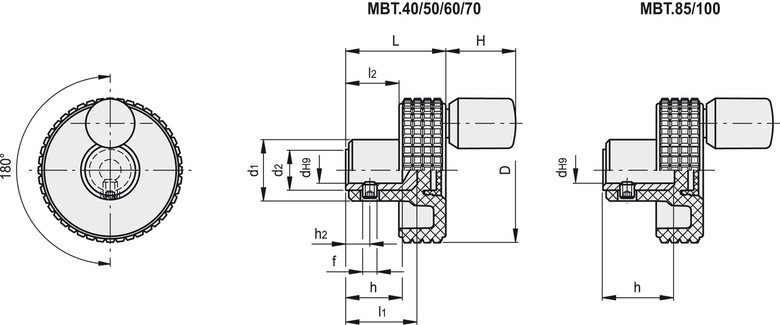 MBT.40/50/60/70
MBT.85/100
L
H
l2
180°
d1
d2
dH9
D
dH9
h2
f
h
h
l1